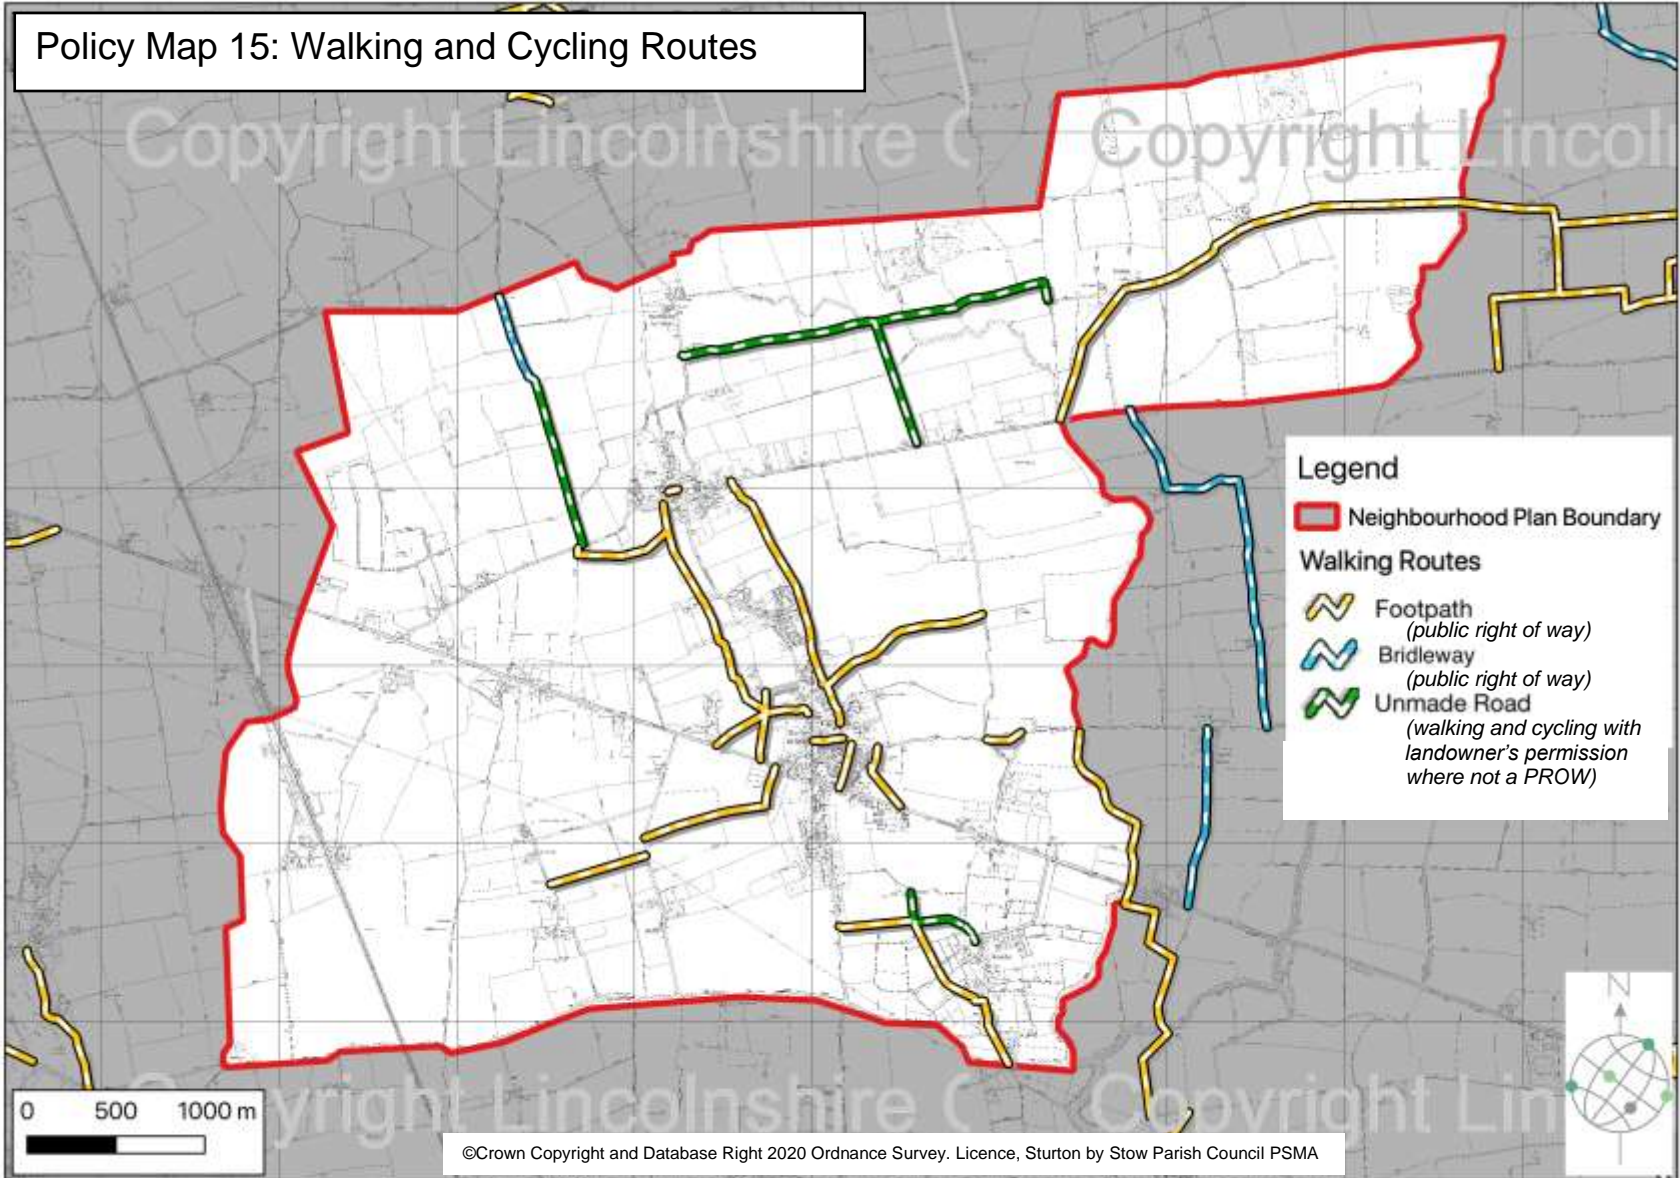 Policy Map 15: Walking and Cycling Routes
Copyright Lincolnshire C
Copyright Lincol
Legend
Neighbourhood Plan Boundary
Walking Routes
Footpath
(public right of way)
Bridleway
(public right of way)
Unmade Road
(walking and cycling with
landowner's permission
where not a PROW)
N
0 500 1000 m
yright Lincolnshire C
Copyright Lin
©Crown Copyright and Database Right 2020 Ordnance Survey. Licence, Sturton by Stow Parish Council PSMA